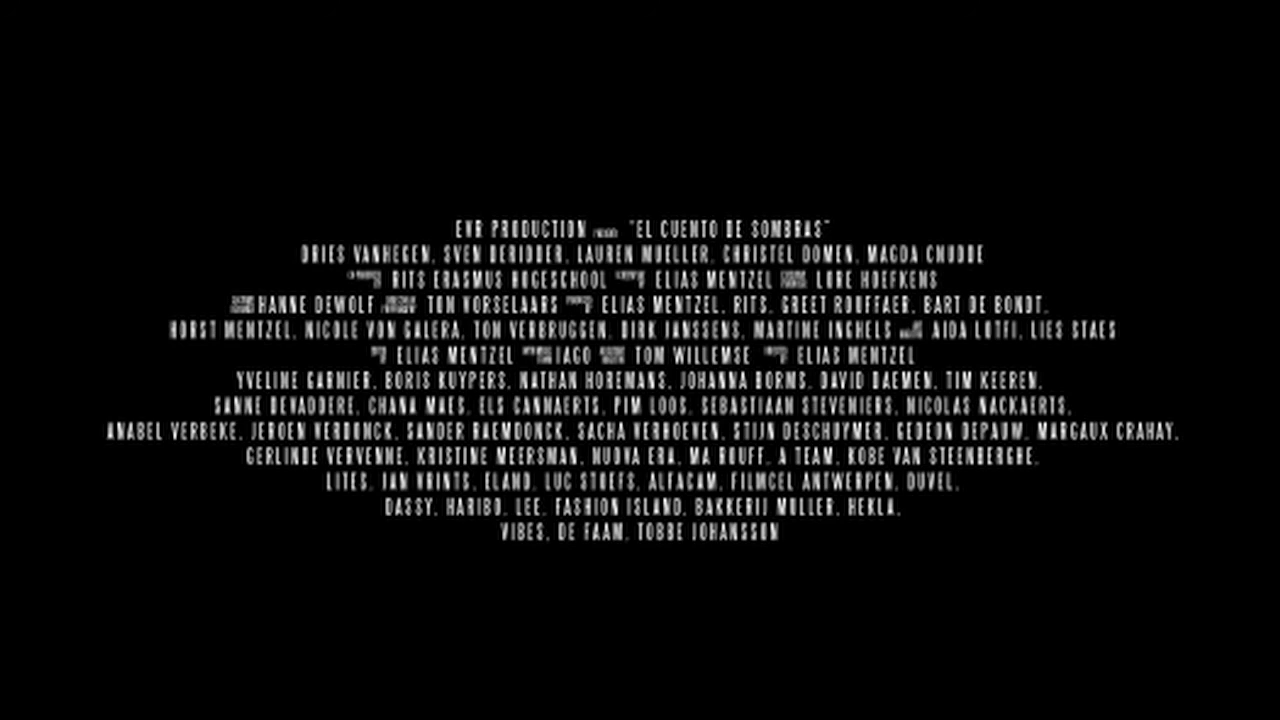 EVR PRODUCTION "EL CUENTO DE SOMBRAS"
DRIES VANHEGEN, SVEN DERIDDER, LAUREN MUELLER, CHRISTEL DOMEN, MAGDA CNUDDE
RITS ERASMUS HOGESCHOOL ELIAS MENTZEL LORE HOEFKENS
HANNE DEWOLF TOM VORSELAARS ELIAS MENTZEL, RITS, GREET ROUFFAER, BART DE BONDT,
HORST MENTZEL, NICOLE VON GALERA, TOM VERBRUGGEN, DIRK JANSSENS, MARTINE INGHELS AIDA LOTFI, LIES STAES
ELIAS MENTZEL IAGO TOM WILLEMSE ELIAS MENTZEL
YVELINE GARNIER, BORIS KUYPERS, NATHAN HOREMANS, JOHANNA BORMS, DAVID DAEMEN, TIM KEEREN,
SANNE DEVADDERE, CHANA MAES, ELS CANNAERTS, PIM LOOS, SEBASTIAAN STEVENIERS, NICOLAS NACKAERTS,
ANABEL VERBEKE, JEROEN VERDONCK, SANDER RAEMDONCK, SACHA VERHOEVEN, STIJN DESCHUYMER, GEDEON DEPAUW, MARGAUX CRAHAY,
GERLINDE VERVENNE, KRISTINE MEERSMAN, NUOVA ERA, MA ROUFF, A TEAM, KOBE VAN STEENBERGHE,
LITES, JAN VRINTS, ELAND, LUC STOEFS, ALFACAM, FILMCEL ANTWERPEN, DUVEL,
DASSY, HARIBO, LEE, FASHION ISLAND, BAKKERIJ MULLER, HEKLA,
VIBES, DE FAAM, TOBBE JOHANSSON